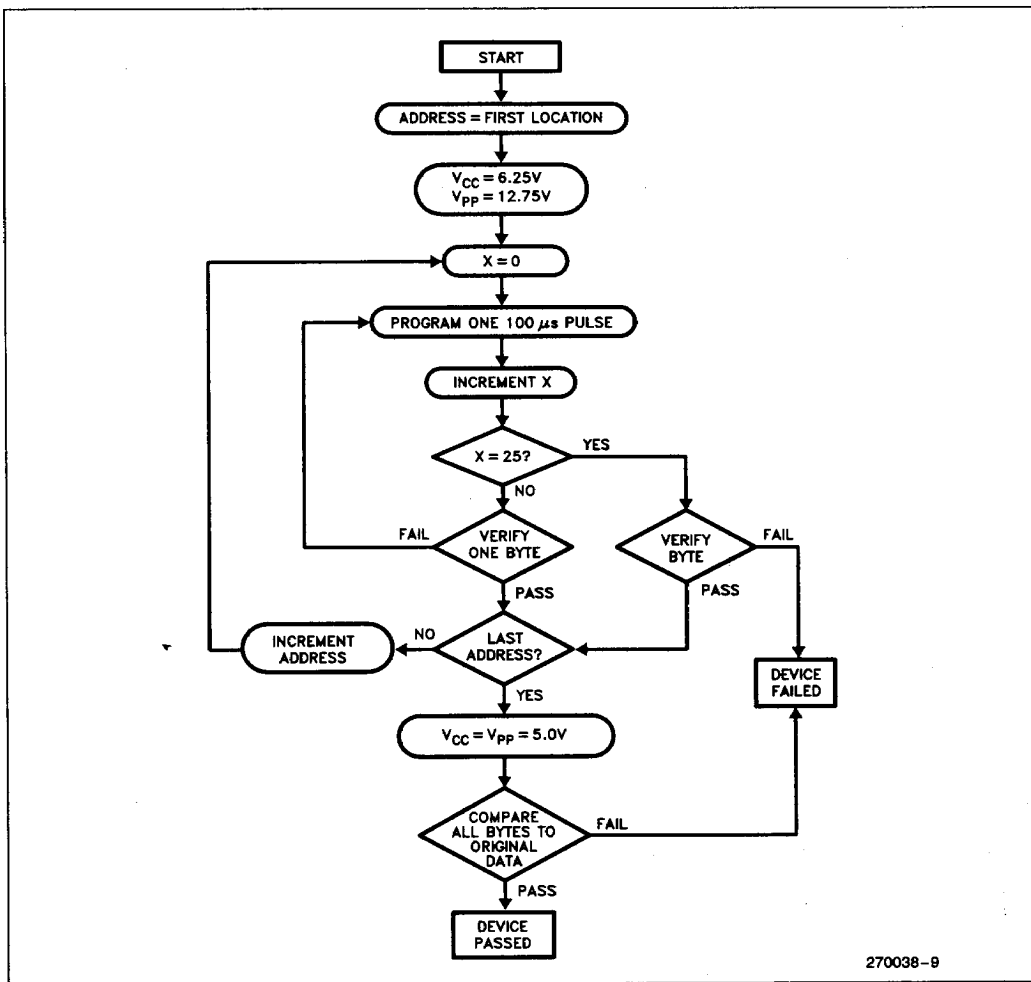 START
ADDRESS = FIRST LOCATION
VCC = 6.25V
VPP = 12.75V
X = 0
PROGRAM ONE 100 μs PULSE
INCREMENT X
X = 25?
YES
NO
VERIFY
ONE BYTE
FAIL
PASS
VERIFY
BYTE
FAIL
PASS
LAST
ADDRESS?
NO
INCREMENT
ADDRESS
YES
DEVICE
FAILED
VCC = VPP = 5.0V
COMPARE
ALL BYTES TO
ORIGINAL
DATA
FAIL
PASS
DEVICE
PASSED
270038-9